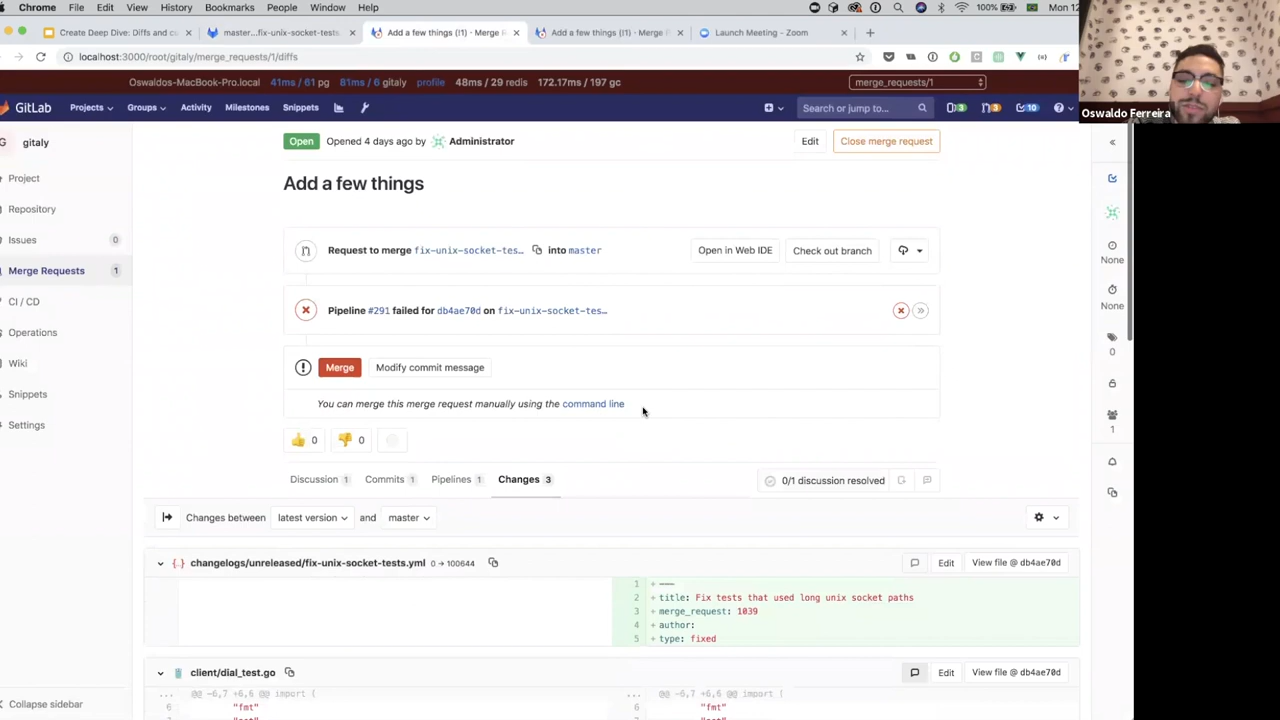 Chrome File Edit View History Bookmarks People Window Help 100% Mon 12
Create Deep Dive: Diffs and cu master...fix-unix-socket-tests. Add a few things (!1) · Merge R Add a few things (!1) · Merge R Launch Meeting - Zoom
localhost:3000/root/gitaly/merge_requests/1/diffs
Oswaldos-MacBook-Pro.local 41ms / 61 pg 81ms / 6 gitaly profile 48ms / 29 redis 172.17ms / 197 gc merge_requests/1
GitLab Projects Groups Activity Milestones Snippets Search or jump to... 3 3 10
Oswaldo Ferreira
G gitaly
Project
Repository
Issues 0
Merge Requests 1
CI / CD
Operations
Wiki
Snippets
Settings
Collapse sidebar
Open Opened 4 days ago by Administrator Edit Close merge request
Add a few things
Request to merge fix-unix-socket-tes… into master Open in Web IDE Check out branch
Pipeline #291 failed for db4ae70d on fix-unix-socket-tes…
Merge Modify commit message
You can merge this merge request manually using the command line
👍 0 👎 0
Discussion 1 Commits 1 Pipelines 1 Changes 3 0/1 discussion resolved
Changes between latest version and master
changelogs/unreleased/fix-unix-socket-tests.yml 0 → 100644 Edit View file @ db4ae70d
1 + ---
2 + title: Fix tests that used long unix socket paths
3 + merge_request: 1039
4 + author:
5 + type: fixed
client/dial_test.go Edit View file @ db4ae70d
... @@ -6,7 +6,6 @@ import ( ... @@ -6,7 +6,6 @@ import (
6 "fmt" 6 "fmt"
None
None
0
1